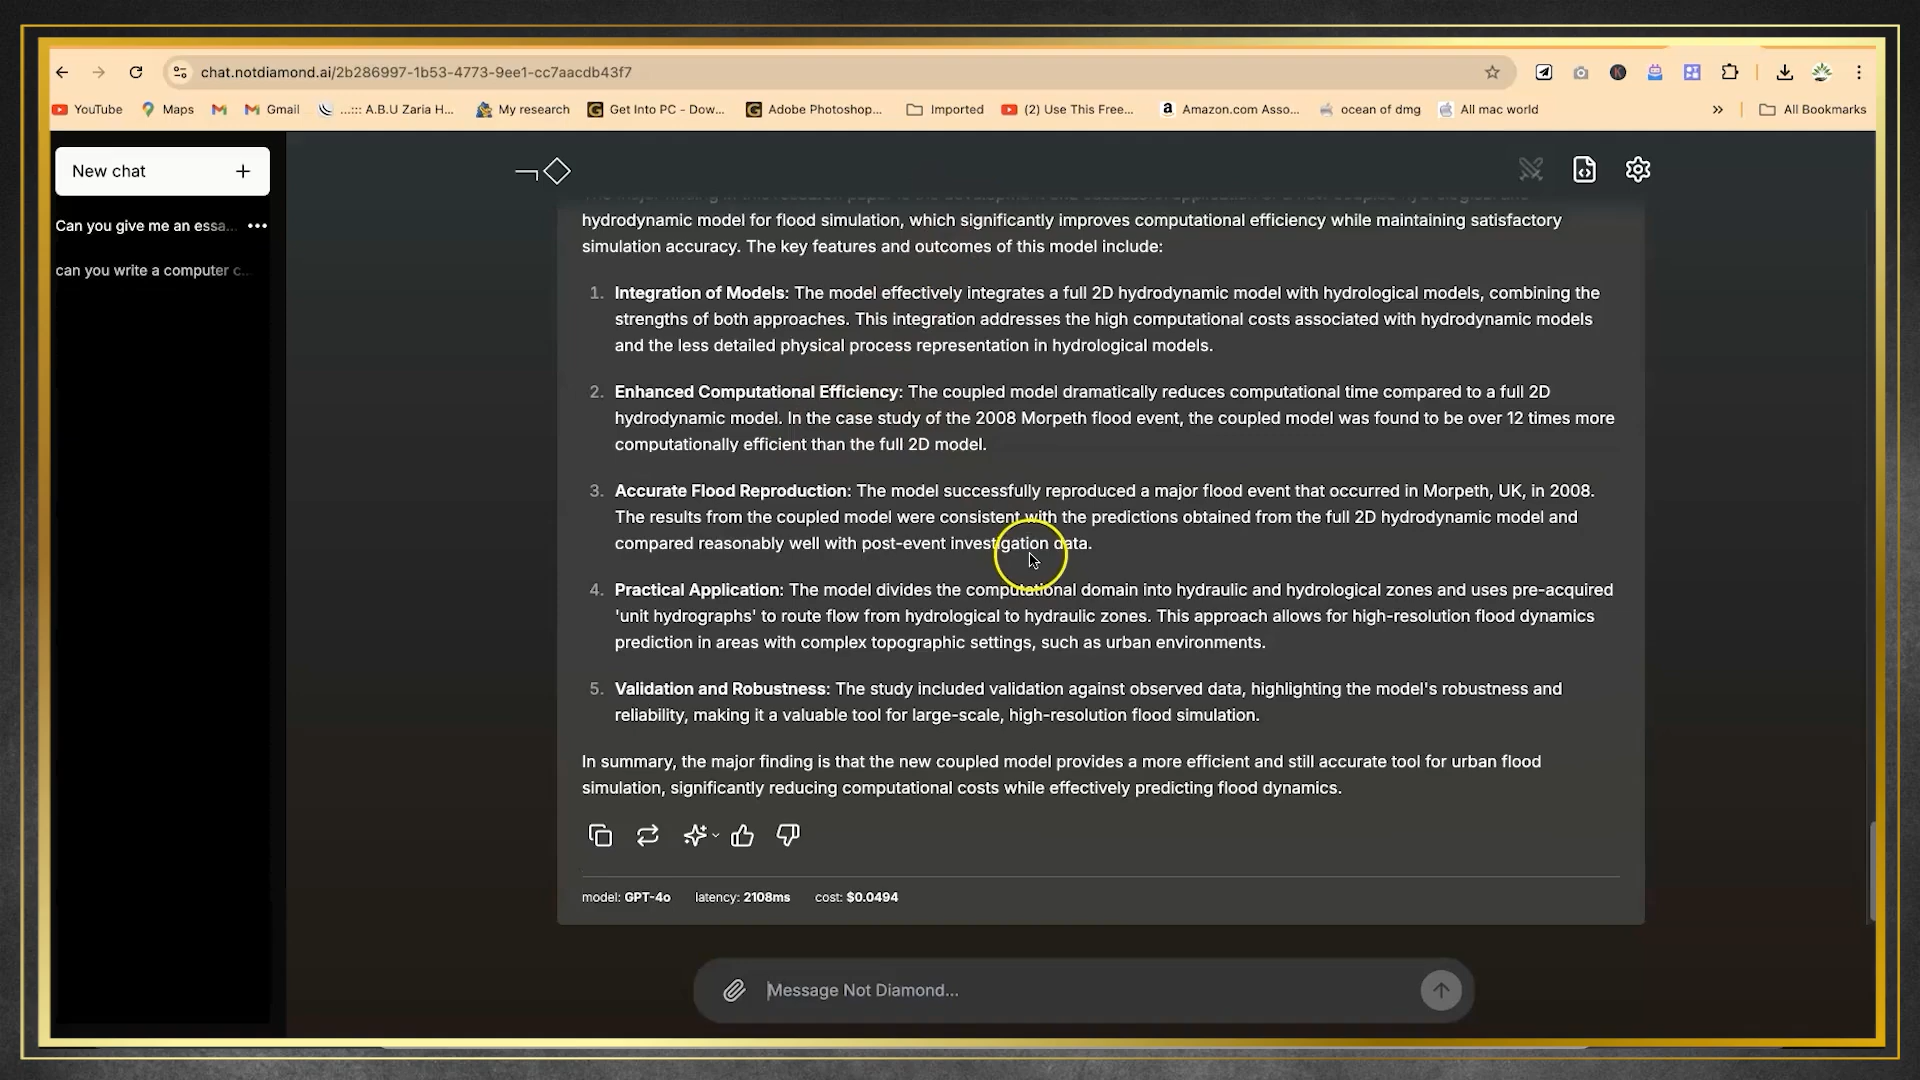 chat.notdiamond.ai/2b286997-1b53-4773-9ee1-cc7aacdb43f7
YouTube Maps Gmail ...::: A.B.U Zaria H... My research Get Into PC - Dow... Adobe Photoshop... Imported (2) Use This Free... Amazon.com Asso... ocean of dmg All mac world » All Bookmarks
New chat +
Can you give me an essa... •••
can you write a computer c...
hydrodynamic model for flood simulation, which significantly improves computational efficiency while maintaining satisfactory
simulation accuracy. The key features and outcomes of this model include:
1. Integration of Models: The model effectively integrates a full 2D hydrodynamic model with hydrological models, combining the
strengths of both approaches. This integration addresses the high computational costs associated with hydrodynamic models
and the less detailed physical process representation in hydrological models.
2. Enhanced Computational Efficiency: The coupled model dramatically reduces computational time compared to a full 2D
hydrodynamic model. In the case study of the 2008 Morpeth flood event, the coupled model was found to be over 12 times more
computationally efficient than the full 2D model.
3. Accurate Flood Reproduction: The model successfully reproduced a major flood event that occurred in Morpeth, UK, in 2008.
The results from the coupled model were consistent with the predictions obtained from the full 2D hydrodynamic model and
compared reasonably well with post-event investigation data.
4. Practical Application: The model divides the computational domain into hydraulic and hydrological zones and uses pre-acquired
'unit hydrographs' to route flow from hydrological to hydraulic zones. This approach allows for high-resolution flood dynamics
prediction in areas with complex topographic settings, such as urban environments.
5. Validation and Robustness: The study included validation against observed data, highlighting the model's robustness and
reliability, making it a valuable tool for large-scale, high-resolution flood simulation.
In summary, the major finding is that the new coupled model provides a more efficient and still accurate tool for urban flood
simulation, significantly reducing computational costs while effectively predicting flood dynamics.
model: GPT-4o latency: 2108ms cost: $0.0494
Message Not Diamond...